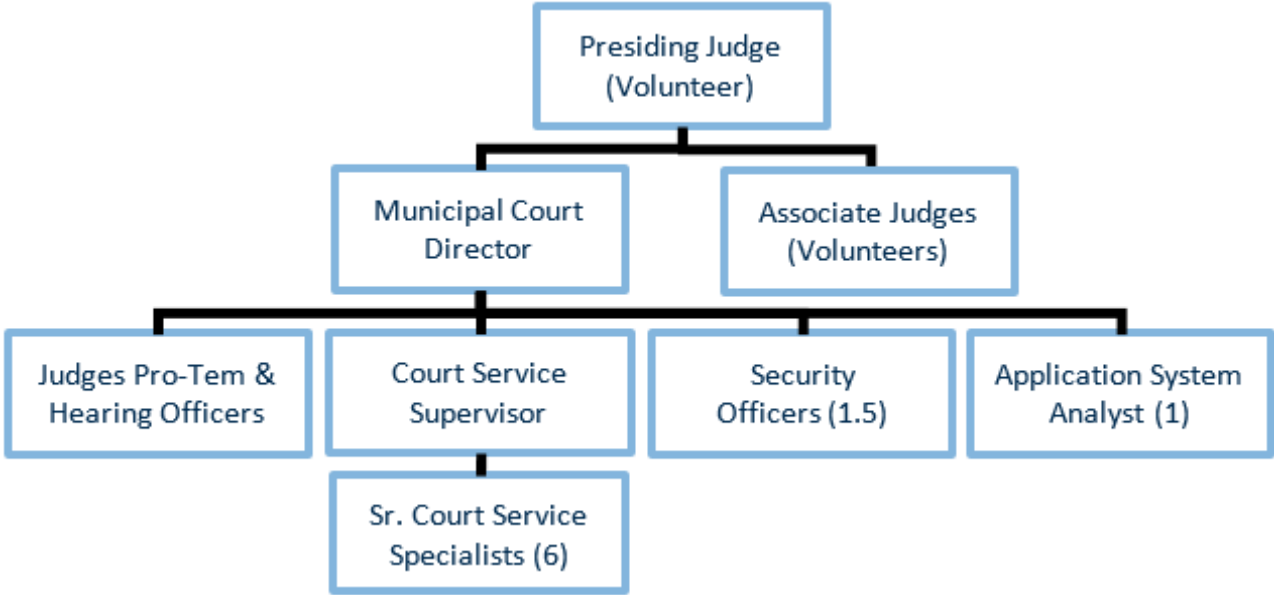 Presiding Judge
(Volunteer)
Municipal Court
Director
Associate Judges
(Volunteers)
Judges Pro-Tem &
Hearing Officers
Court Service
Supervisor
Security
Officers (1.5)
Application System
Analyst (1)
Sr. Court Service
Specialists (6)